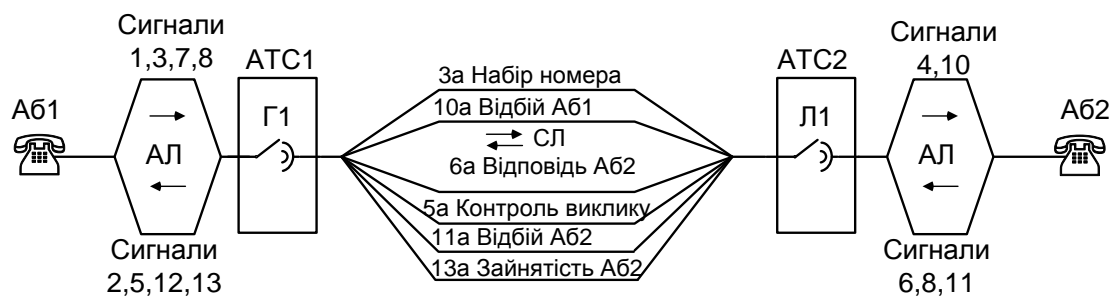 Сигнали
1,3,7,8
АТС1
3а Набір номера
АТС2
Сигнали
4,10
Аб1
Г1
10а Відбій Аб1
Л1
Аб2
АЛ
СЛ
АЛ
6а Відповідь Аб2
5а Контроль виклику
Сигнали
2,5,12,13
11а Відбій Аб2
13а Зайнятість Аб2
Сигнали
6,8,11